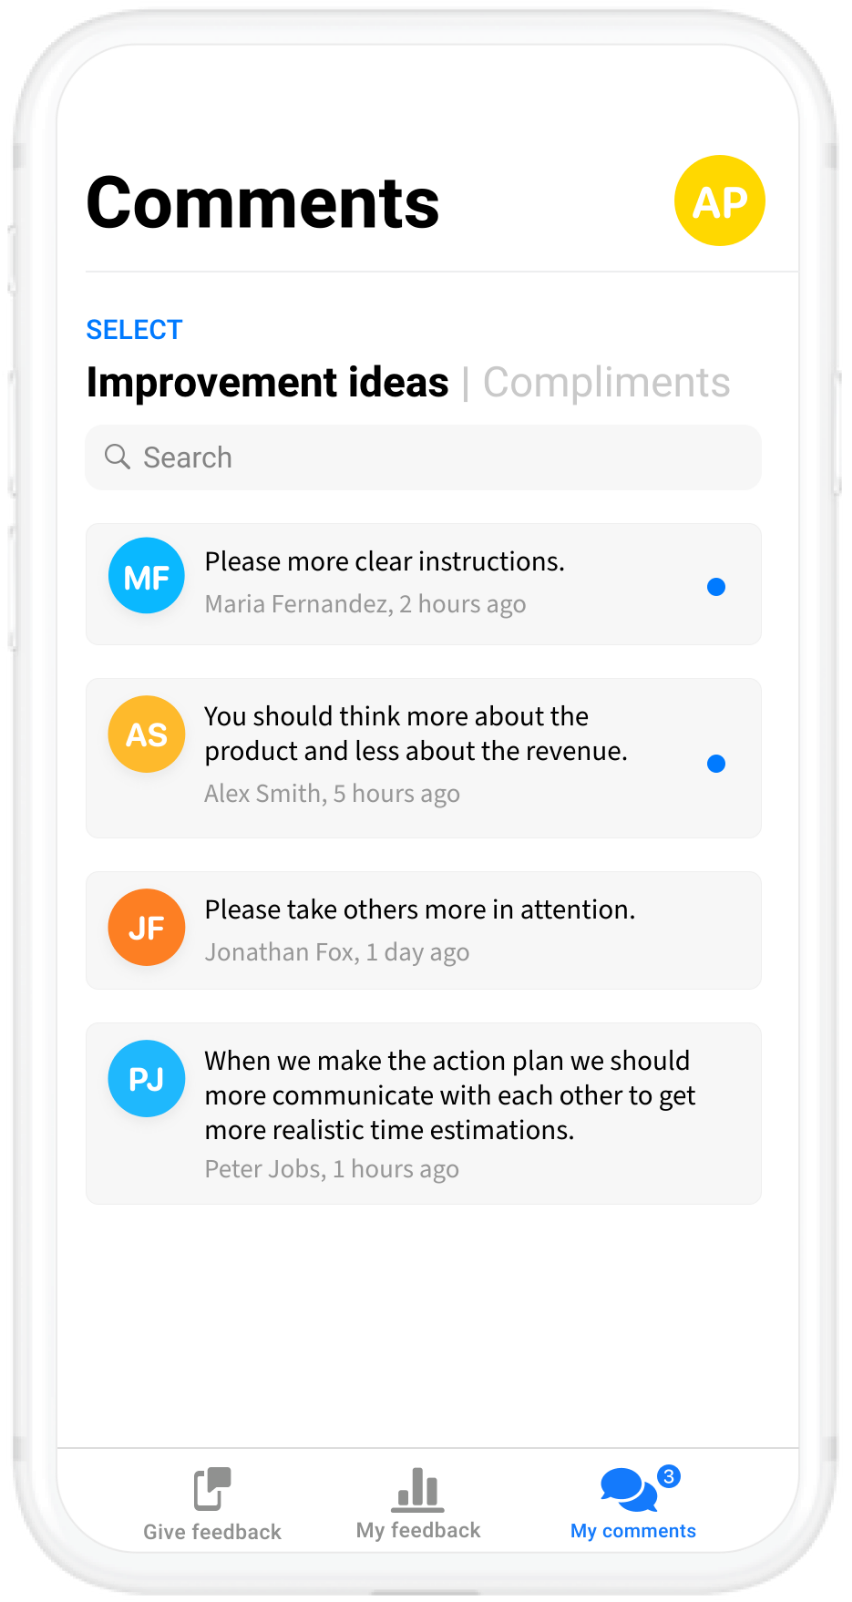 Comments
AP
SELECT
Improvement ideas | Compliments
Search
MF
Please more clear instructions.
Maria Fernandez, 2 hours ago
AS
You should think more about the
product and less about the revenue.
Alex Smith, 5 hours ago
JF
Please take others more in attention.
Jonathan Fox, 1 day ago
PJ
When we make the action plan we should
more communicate with each other to get
more realistic time estimations.
Peter Jobs, 1 hours ago
3
Give feedback
My feedback
My comments